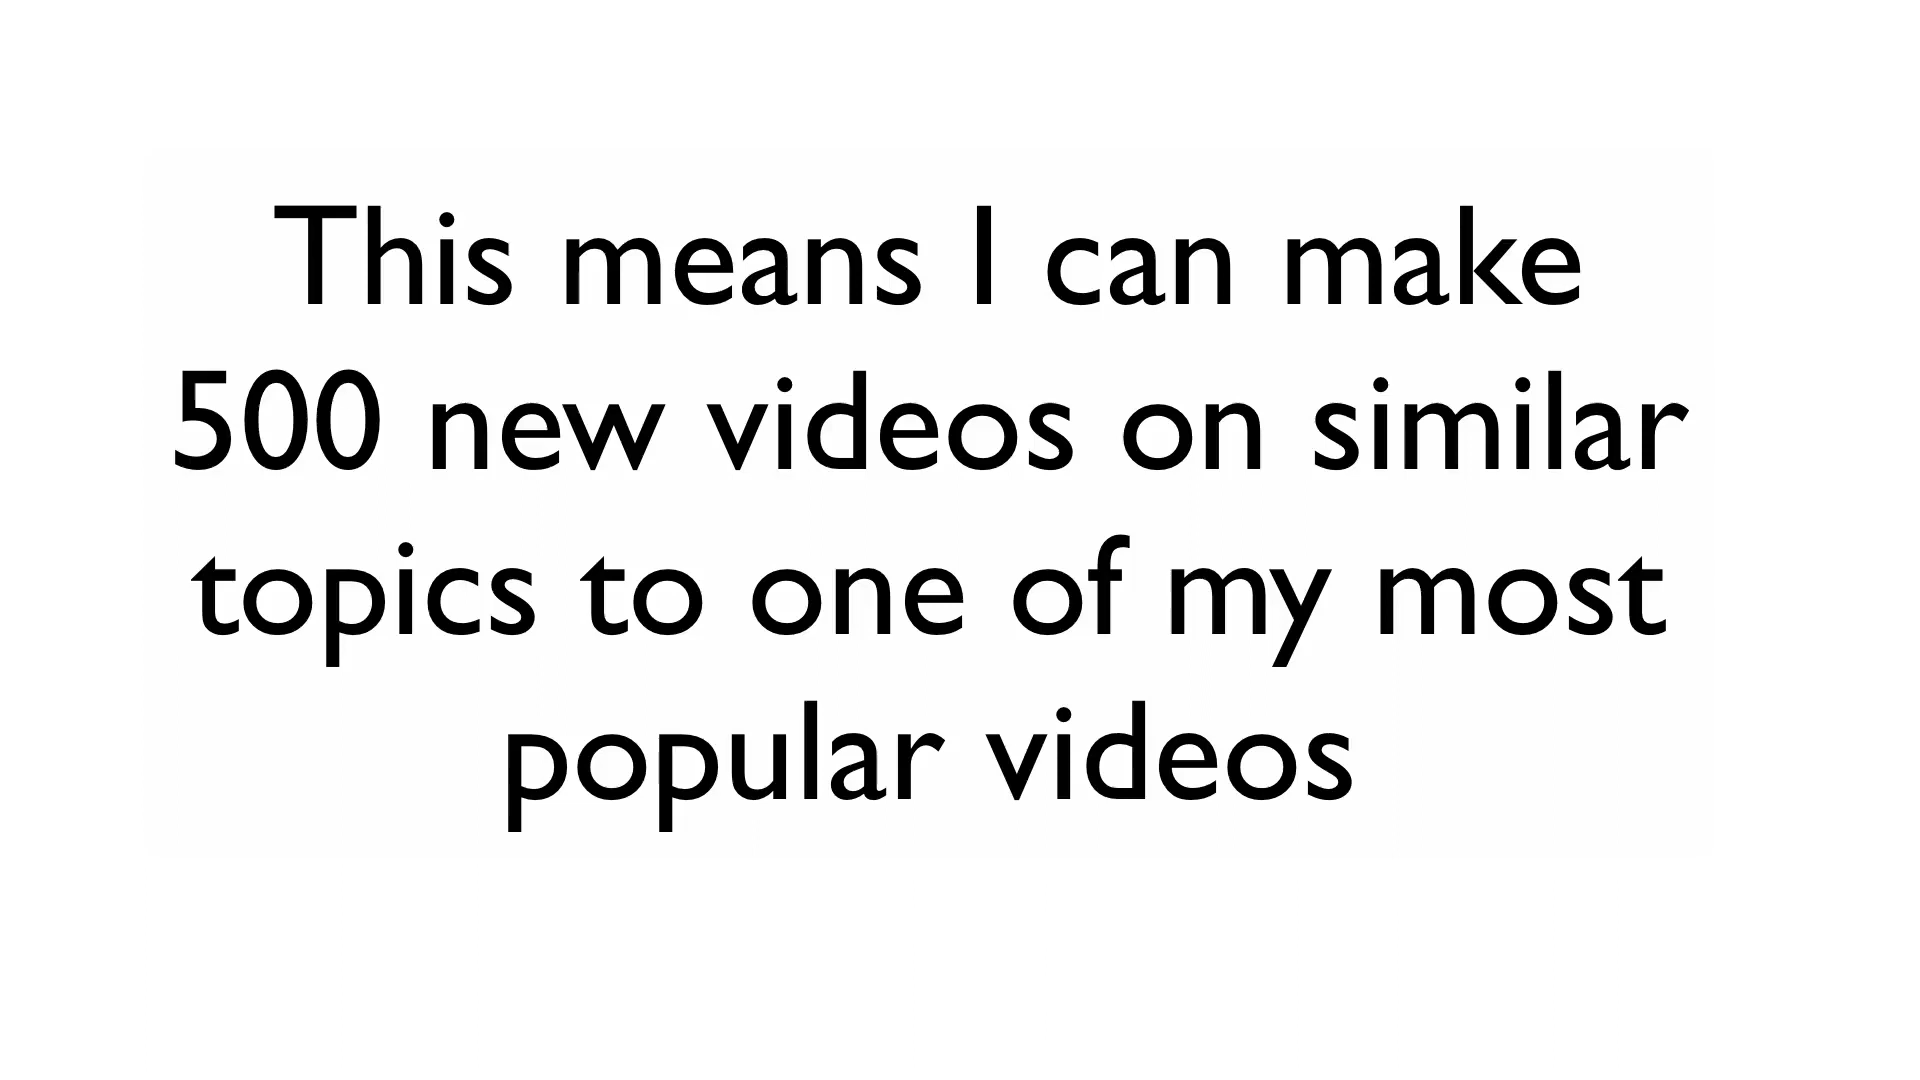 This means I can make
500 new videos on similar
topics to one of my most
popular videos